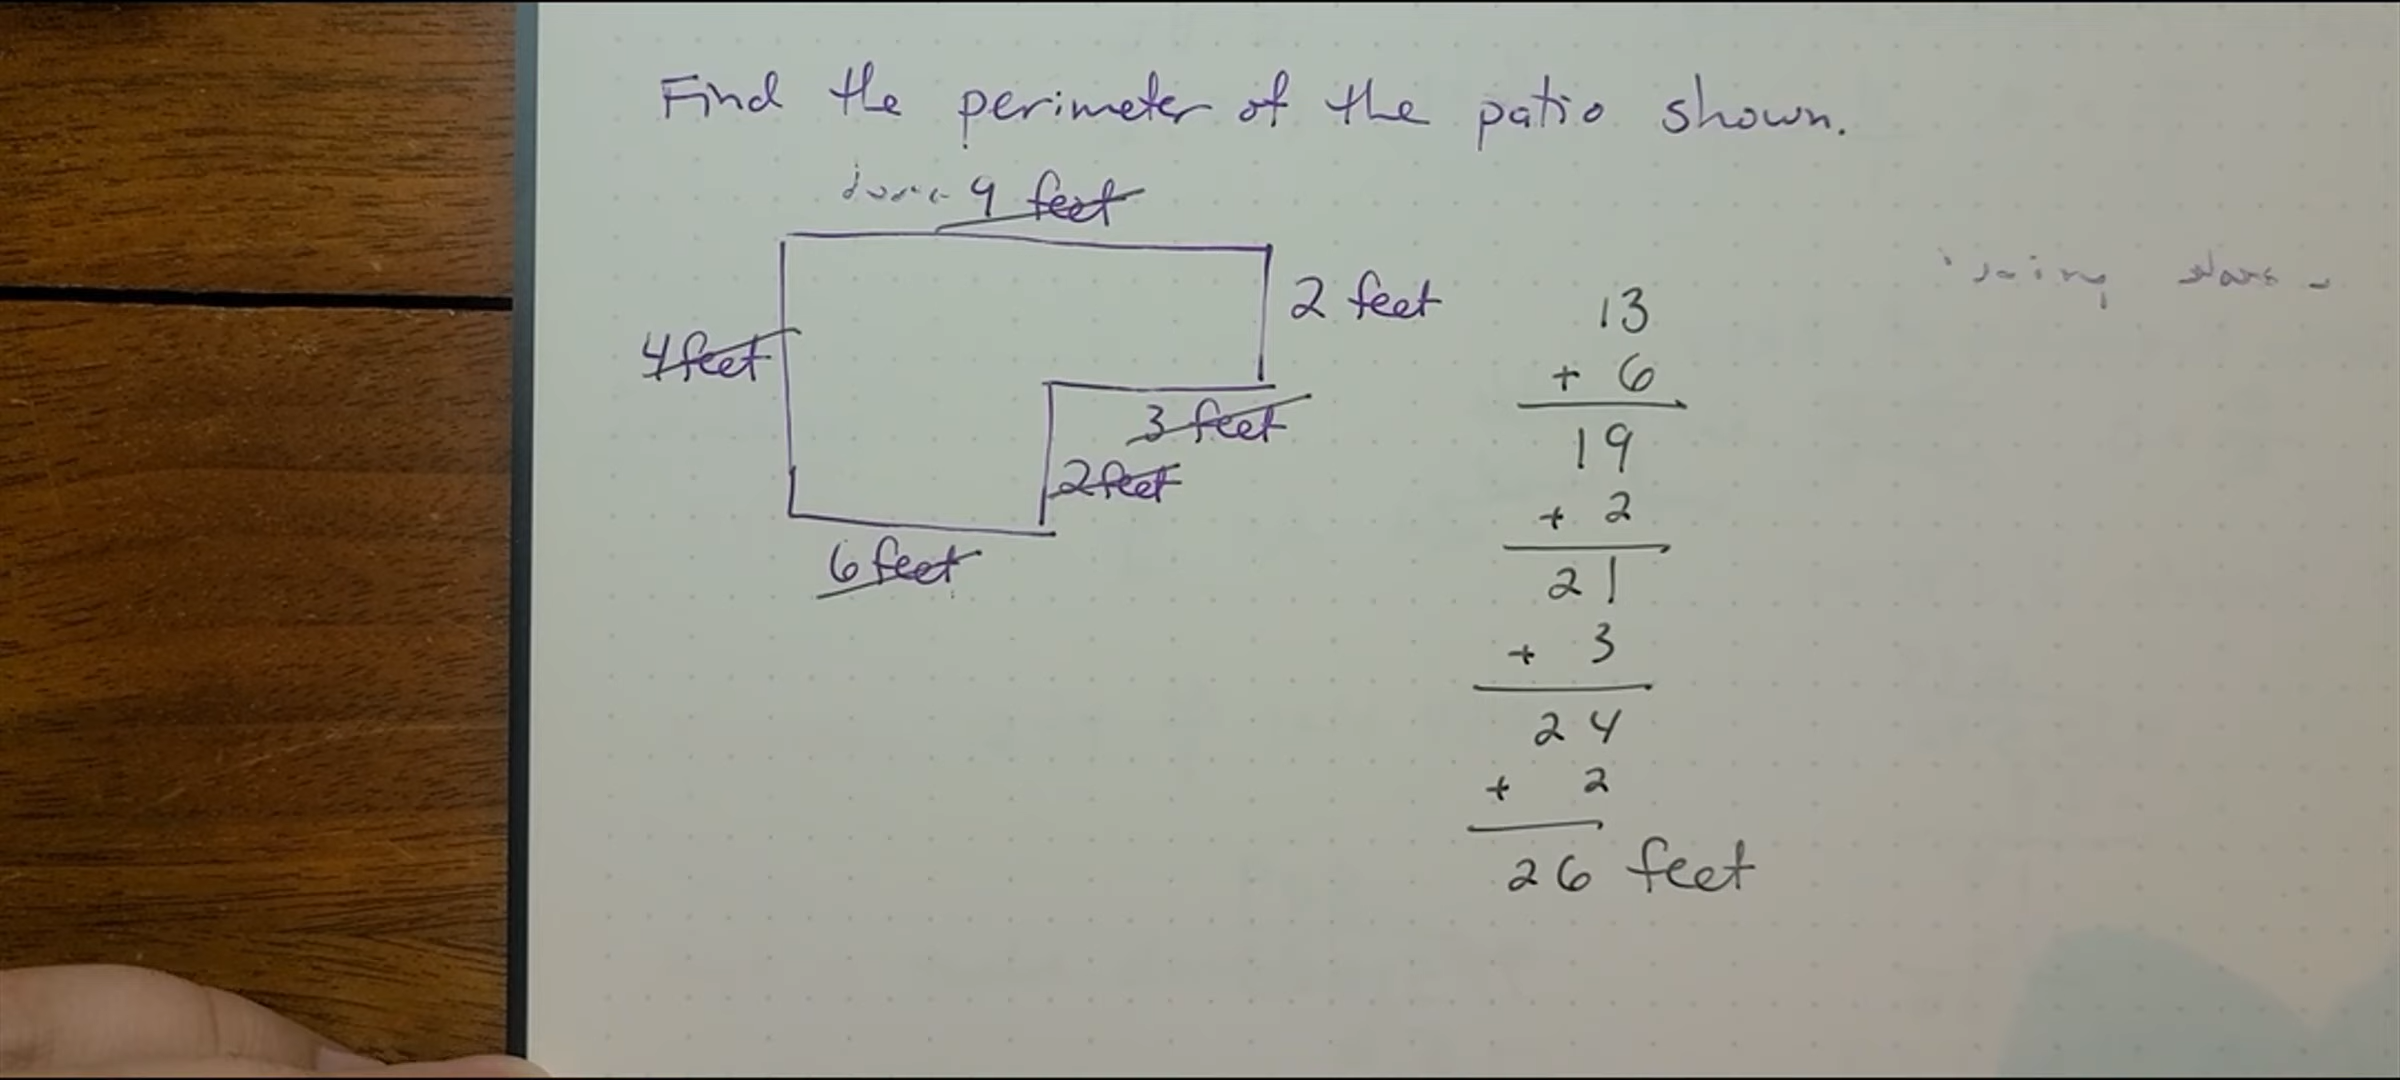 Find the perimeter of the patio shown.
9 feet
2 feet
4 feet
3 feet
2 feet
6 feet
13
+ 6
19
+ 2
21
+ 3
24
+ 2
26 feet